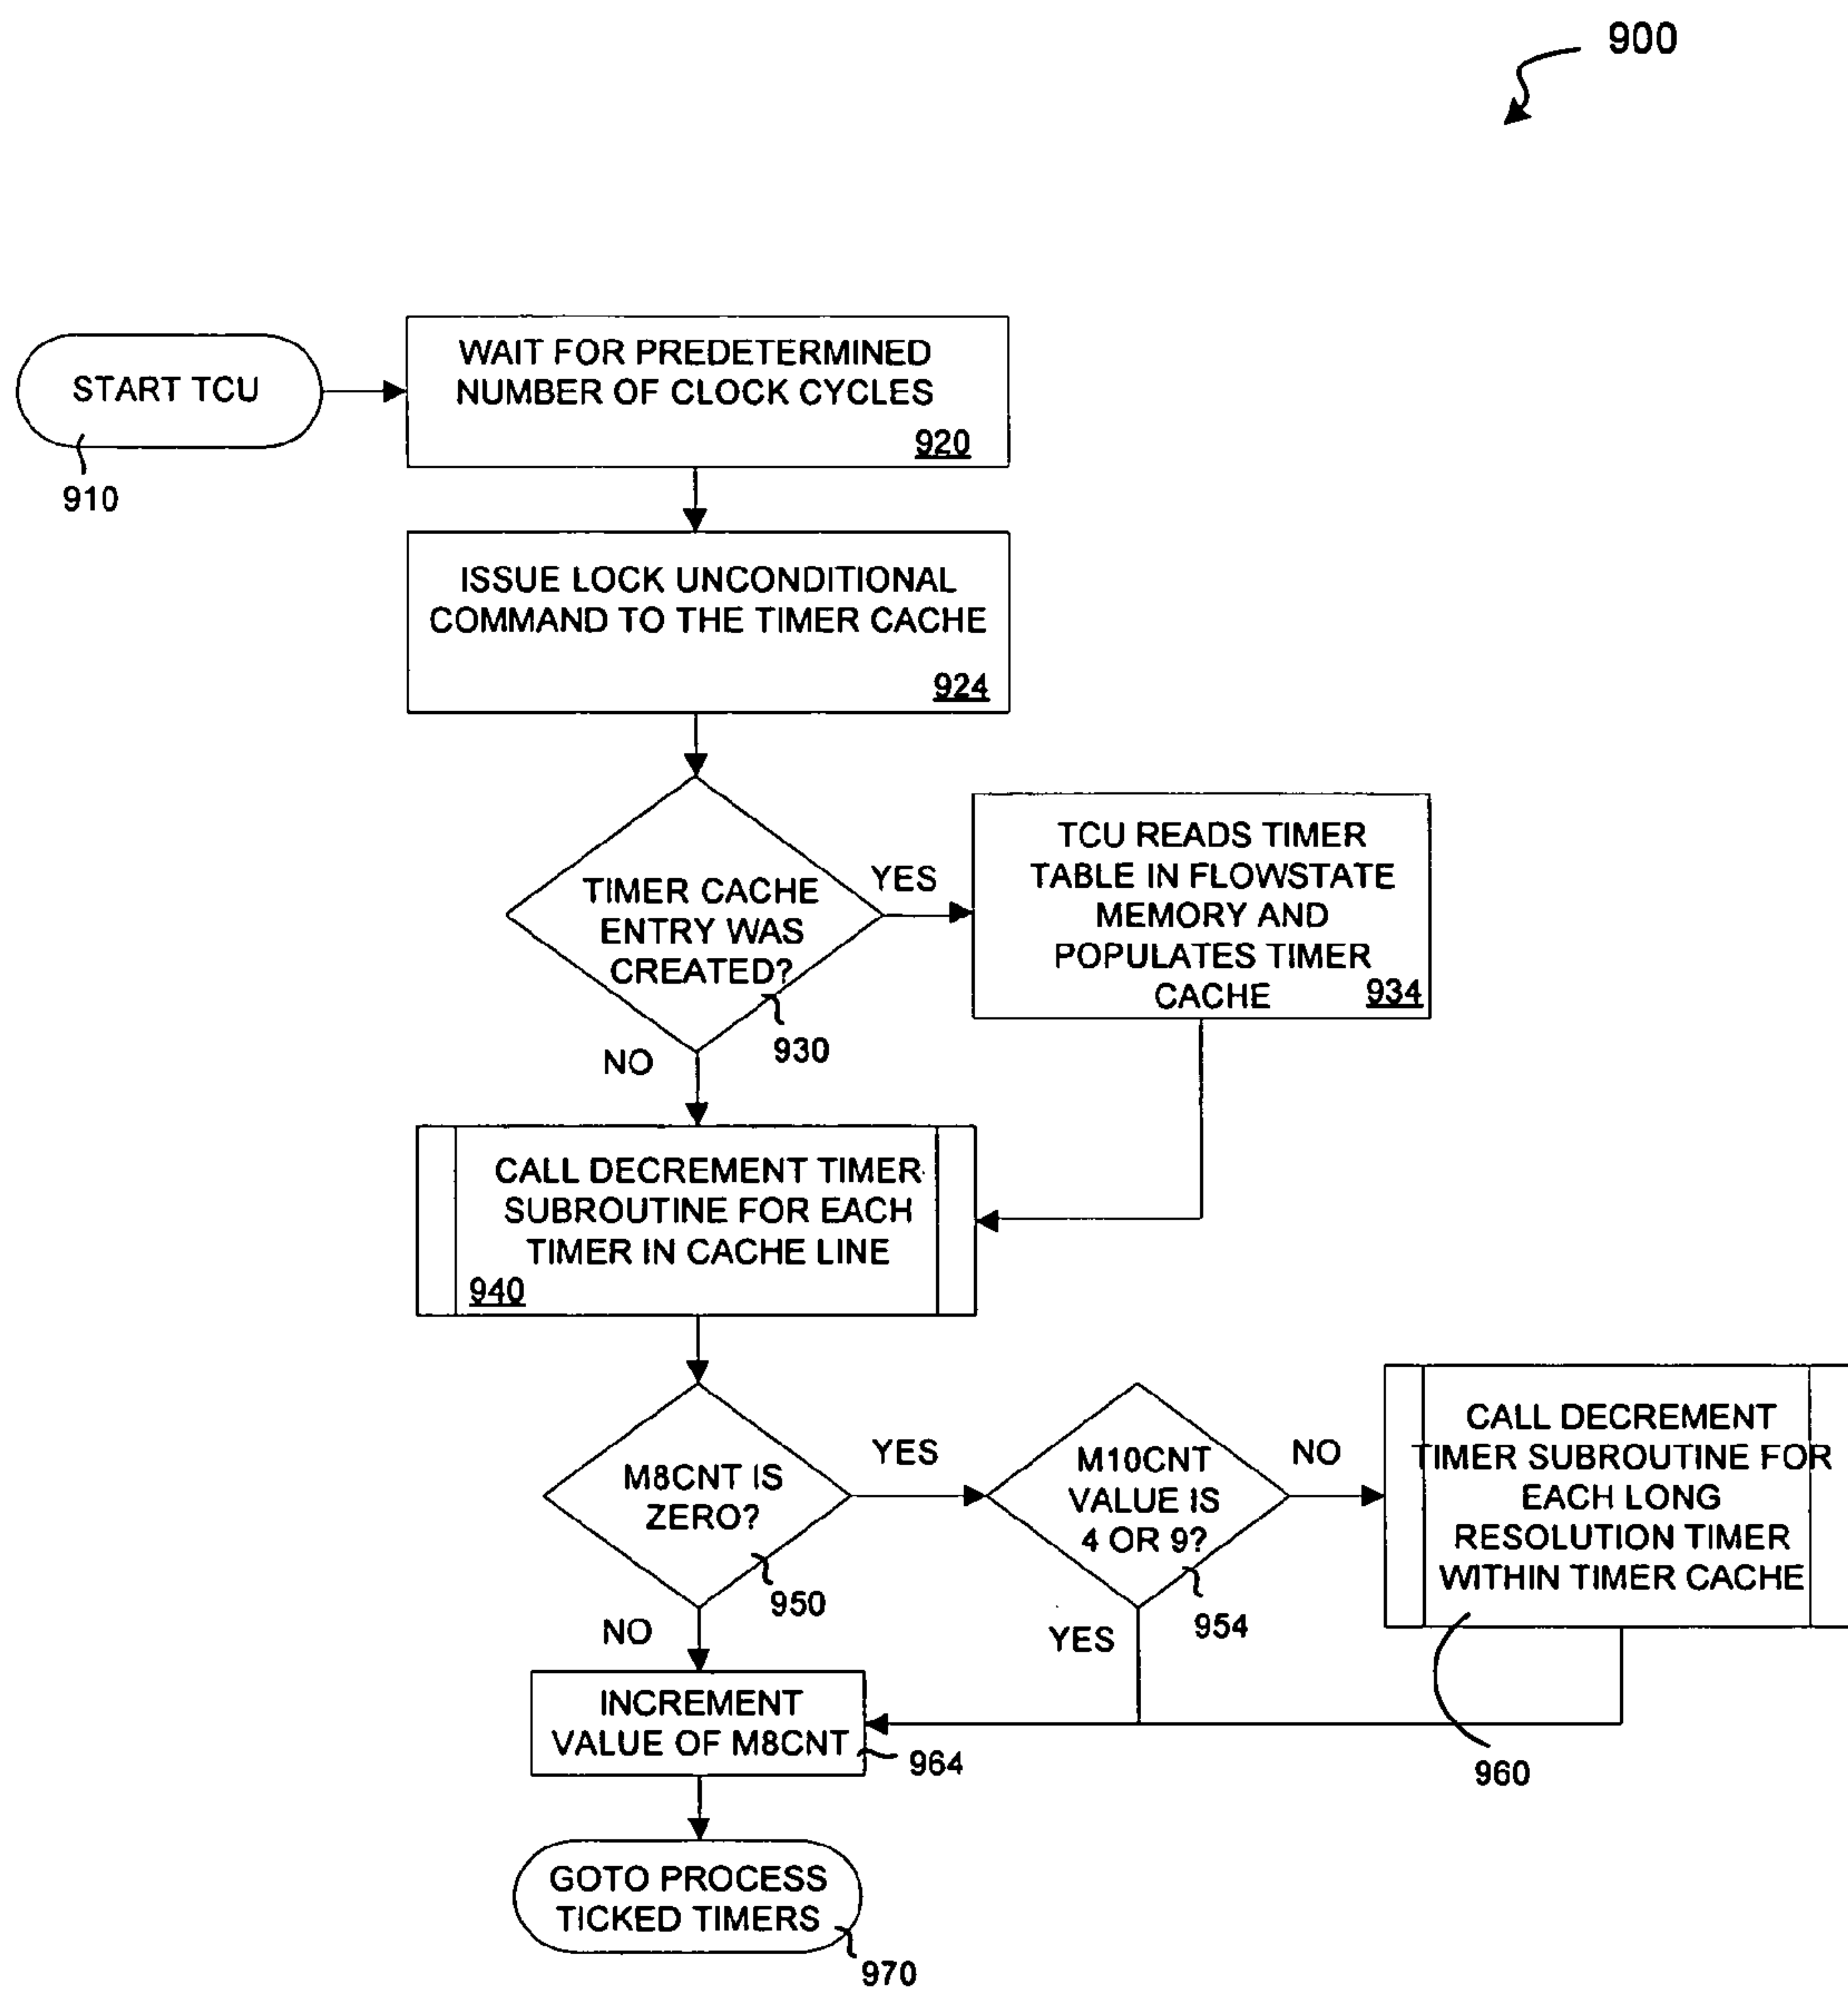 900
START TCU
910
WAIT FOR PREDETERMINED
NUMBER OF CLOCK CYCLES
920
ISSUE LOCK UNCONDITIONAL
COMMAND TO THE TIMER CACHE
924
TIMER CACHE
ENTRY WAS
CREATED?
930
YES
NO
TCU READS TIMER
TABLE IN FLOWSTATE
MEMORY AND
POPULATES TIMER
CACHE
934
CALL DECREMENT TIMER
SUBROUTINE FOR EACH
TIMER IN CACHE LINE
940
M8CNT IS
ZERO?
950
YES
NO
M10CNT
VALUE IS
4 OR 9?
954
NO
YES
CALL DECREMENT
TIMER SUBROUTINE FOR
EACH LONG
RESOLUTION TIMER
WITHIN TIMER CACHE
960
INCREMENT
VALUE OF M8CNT
964
GOTO PROCESS
TICKED TIMERS
970